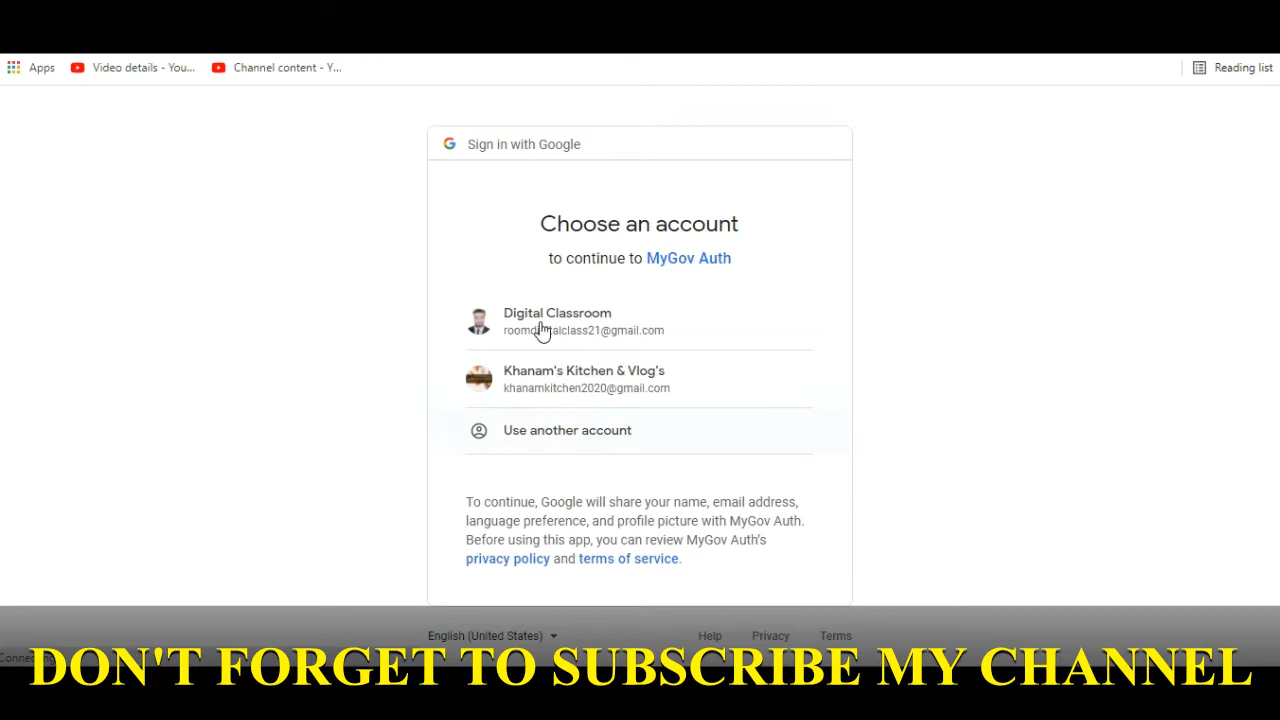 Apps Video details - You... Channel content - Y... Reading list
Sign in with Google
Choose an account
to continue to MyGov Auth
Digital Classroom
Khanam's Kitchen & Vlog's
khanamkitchen2020@gmail.com
Use another account
To continue, Google will share your name, email address,
language preference, and profile picture with MyGov Auth.
Before using this app, you can review MyGov Auth's
privacy policy and terms of service.
English (United States) Help Privacy Terms
DON'T FORGET TO SUBSCRIBE MY CHANNEL